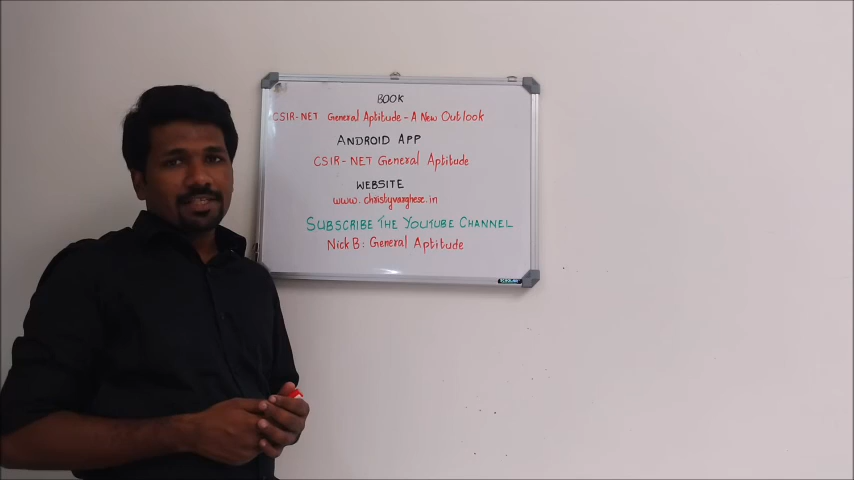 BOOK
CSIR-NET General Aptitude - A New Outlook
ANDROID APP
CSIR-NET General Aptitude
WEBSITE
www.christyvarghese.in
SUBSCRIBE THE YOUTUBE CHANNEL
Nick B: General Aptitude